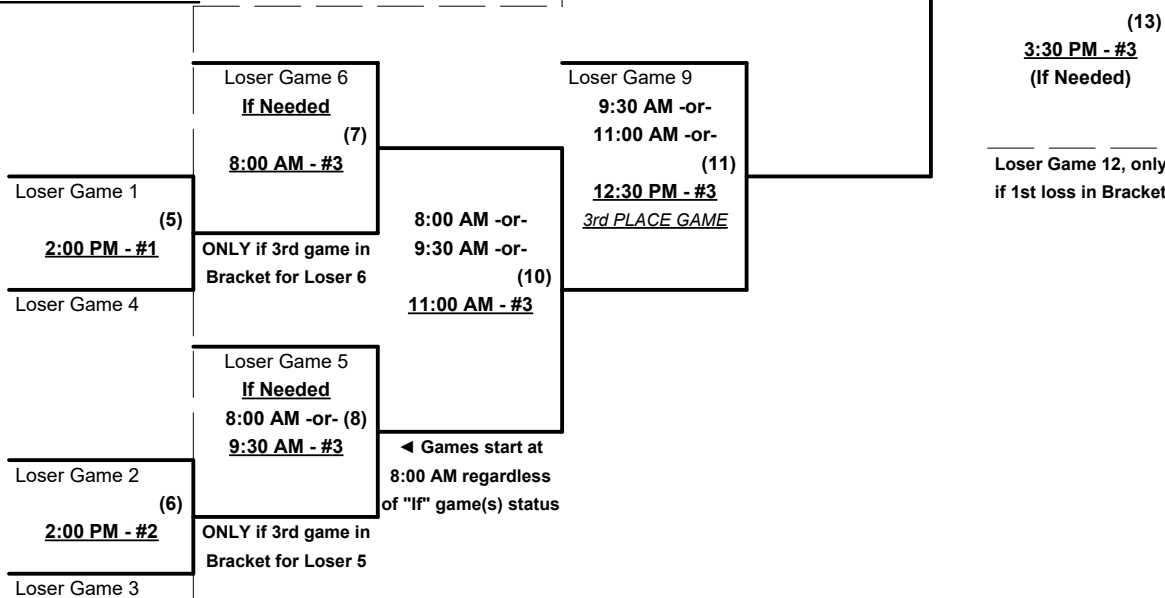 (13)
3:30 PM - #3
(If Needed)
Loser Game 12, only
if 1st loss in Bracket
Loser Game 6
If Needed
(7)
8:00 AM - #3
Loser Game 9
9:30 AM -or-
11:00 AM -or-
(11)
12:30 PM - #3
3rd PLACE GAME
Loser Game 1
(5)
2:00 PM - #1
Loser Game 4
ONLY if 3rd game in
Bracket for Loser 6
8:00 AM -or-
9:30 AM -or-
(10)
11:00 AM - #3
Loser Game 5
If Needed
8:00 AM -or- (8)
9:30 AM - #3
◄ Games start at
8:00 AM regardless
of "If" game(s) status
Loser Game 2
(6)
2:00 PM - #2
Loser Game 3
ONLY if 3rd game in
Bracket for Loser 5